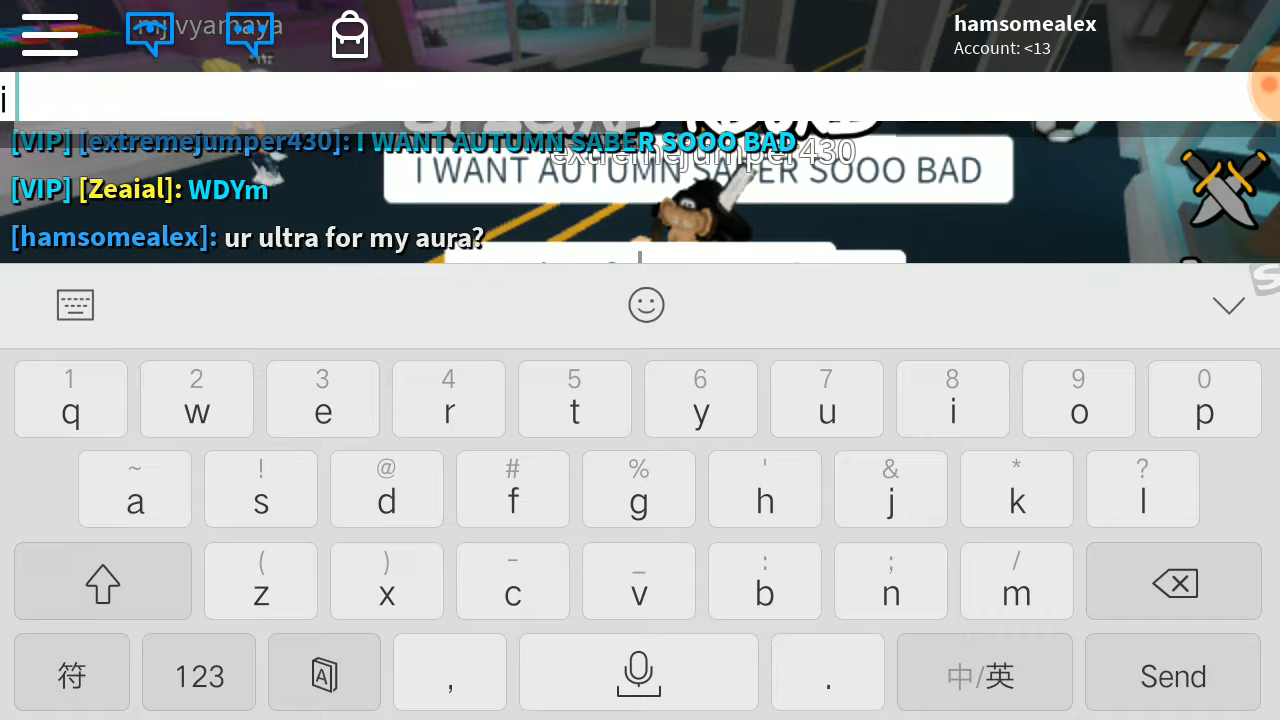 mjvyamaya
hamsomealex
Account: <13
i
[VIP] [extremejumper430]: I WANT AUTUMN SABER SOOO BAD
extremejumper430
I WANT AUTUMN SABER SOOO BAD
[VIP] [Zeaial]: WDYm
[hamsomealex]: ur ultra for my aura?
1 2 3 4 5 6 7 8 9 0
q w e r t y u i o p
~ ! @ # % ' & * ?
a s d f g h j k l
( ) - _ : ; /
z x c v b n m
符 123 , . 中/英 Send